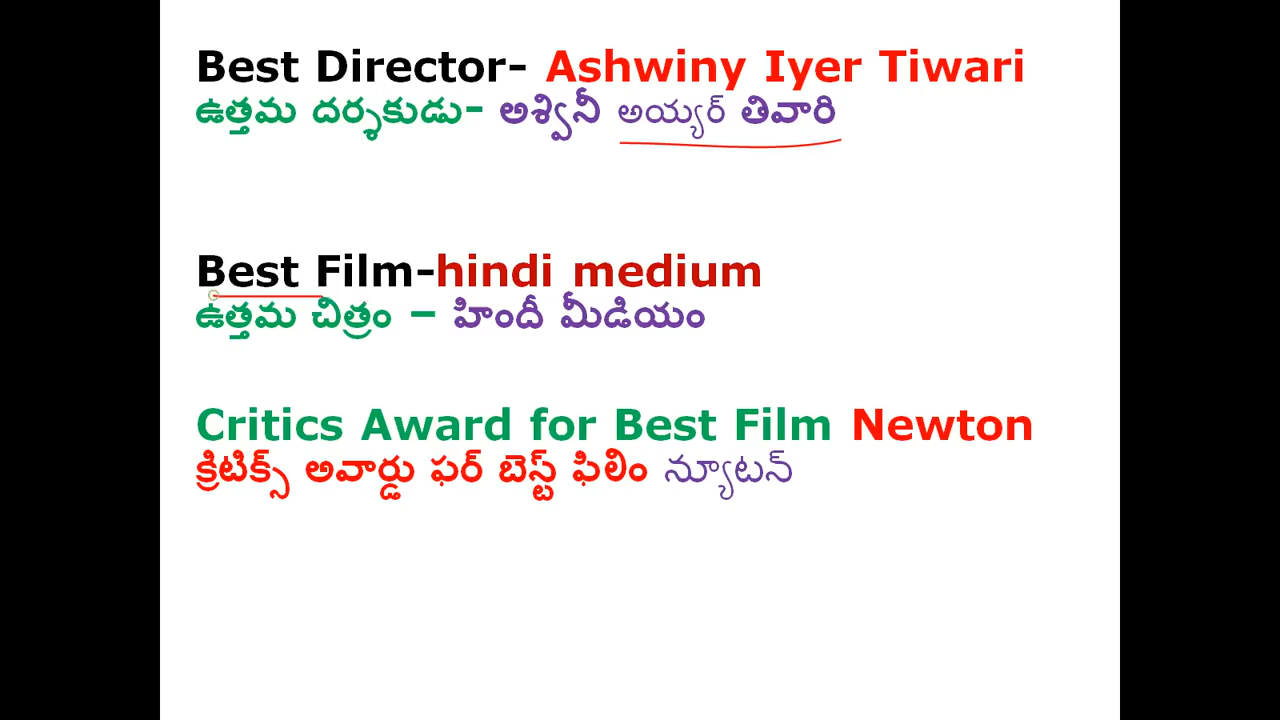 Best Director- Ashwiny Iyer Tiwari
ఉత్తమ దర్శకుడు- అశ్వినీ అయ్యర్ తివారి
Best Film-hindi medium
ఉత్తమ చిత్రం – హిందీ మీడియం
Critics Award for Best Film Newton
క్రిటిక్స్ అవార్డు ఫర్ బెస్ట్ ఫిలిం న్యూటన్